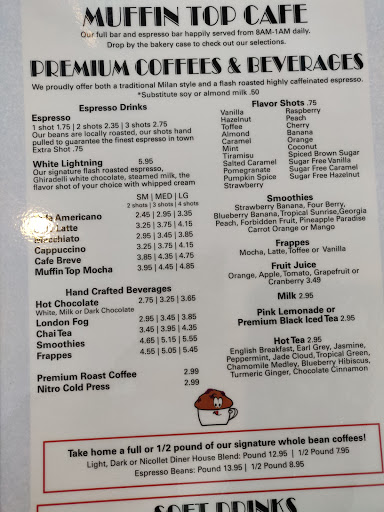 MUFFIN TOP CAFE
Our full bar and espresso bar happily served from 8AM-1AM daily.
Drop by the bakery case to check out our selections.
PREMIUM COFFEES & BEVERAGES
We proudly offer both a traditional Milan style and a flash roasted highly caffeinated espresso.
*Substitute soy or almond milk .50
Espresso Drinks
Espresso
1 shot 1.75 | 2 shots 2.35 | 3 shots 2.75
Our beans are locally roasted, our shots hand
pulled to guarantee the finest espresso in town
Extra Shot .75
White Lightning 5.95
Our signature flash roasted espresso,
Ghiradelli white chocolate, steamed milk, the
flavor shot of your choice with whipped cream
SM | MED | LG
2 shots | 3 shots | 4 shots
Americano 2.45 | 2.95 | 3.35
Latte 3.25 | 3.75 | 4.15
2.95 | 3.45 | 3.85
Cappuccino 3.25 | 3.75 | 4.15
Cafe Breve 3.85 | 4.35 | 4.75
Muffin Top Mocha 3.95 | 4.45 | 4.85
Hand Crafted Beverages
Hot Chocolate 2.75 | 3.25 | 3.65
White, Milk or Dark Chocolate
London Fog 2.95 | 3.45 | 3.85
Chai Tea 3.45 | 3.95 | 4.35
Smoothies 4.65 | 5.15 | 5.55
Frappes 4.55 | 5.05 | 5.45
Premium Roast Coffee 2.99
Nitro Cold Press 2.99
Flavor Shots .75
Vanilla
Hazelnut
Toffee
Almond
Caramel
Mint
Tiramisu
Salted Caramel
Pomegranate
Pumpkin Spice
Strawberry
Raspberry
Peach
Cherry
Banana
Orange
Coconut
Spiced Brown Sugar
Sugar Free Vanilla
Sugar Free Caramel
Sugar Free Hazelnut
Smoothies
Strawberry Banana, Four Berry,
Blueberry Banana, Tropical Sunrise, Georgia
Peach, Forbidden Fruit, Pineapple Paradise
Carrot Orange or Mango
Frappes
Mocha, Latte, Toffee or Vanilla
Fruit Juice
Orange, Apple, Tomato, Grapefruit or
Cranberry 3.49
Milk 2.95
Pink Lemonade or
Premium Black Iced Tea 2.95
Hot Tea 2.95
English Breakfast, Earl Grey, Jasmine,
Peppermint, Jade Cloud, Tropical Green,
Chamomile Medley, Blueberry Hibiscus,
Turmeric Ginger, Chocolate Cinnamon
Take home a full or 1/2 pound of our signature whole bean coffees!
Light, Dark or Nicollet Diner House Blend: Pound 12.95 | 1/2 Pound 7.95
Espresso Beans: Pound 13.95 | 1/2 Pound 8.95
SOFT DRINKS